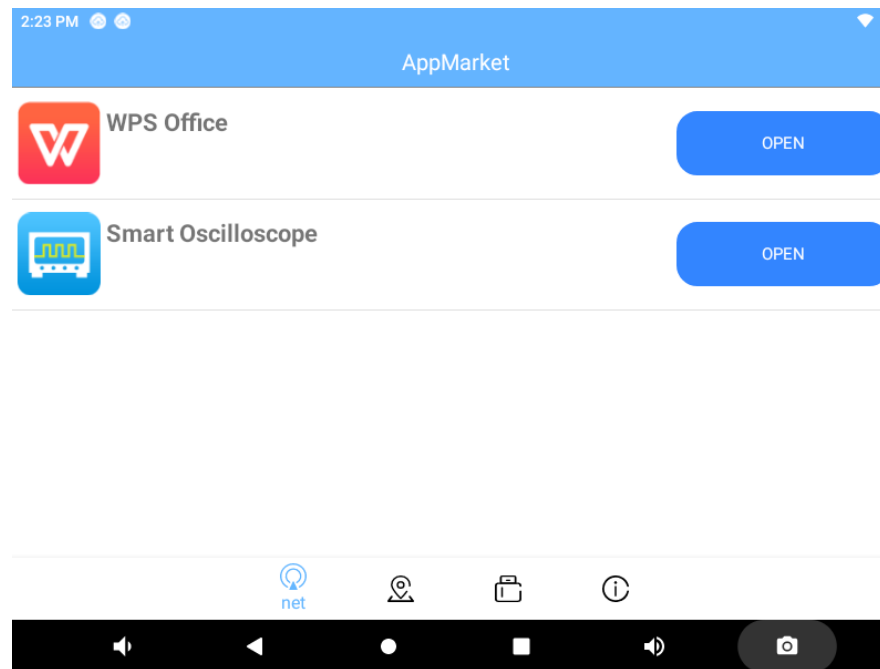 2:23 PM
AppMarket
WPS Office
OPEN
Smart Oscilloscope
OPEN
net